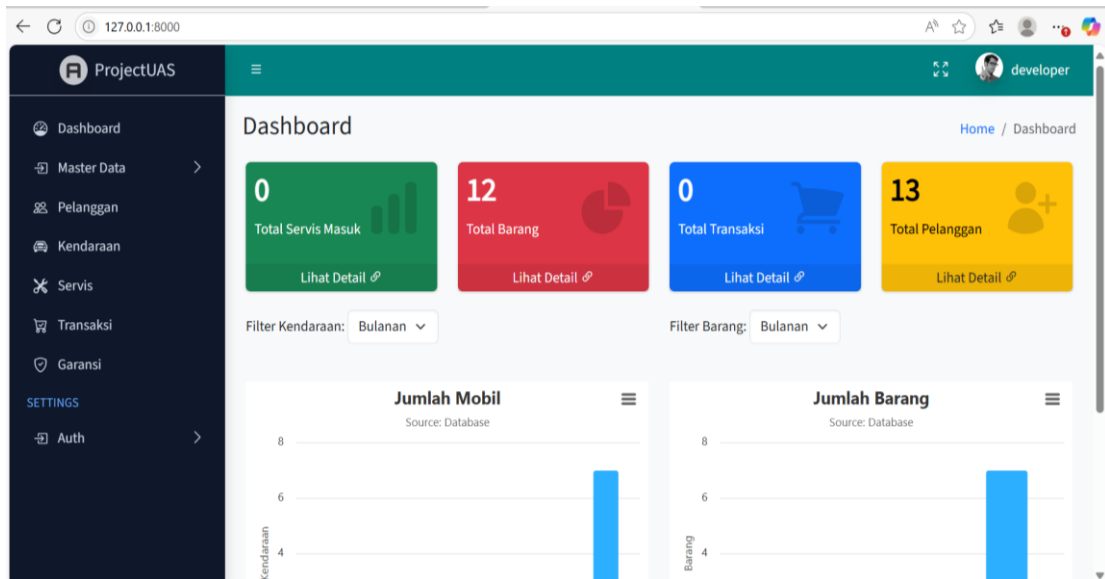 127.0.0.1:8000
ProjectUAS
developer
Dashboard
Master Data
Pelanggan
Kendaraan
Servis
Transaksi
Garansi
SETTINGS
Auth
Dashboard
Home / Dashboard
0
Total Servis Masuk
Lihat Detail
12
Total Barang
Lihat Detail
0
Total Transaksi
Lihat Detail
13
Total Pelanggan
Lihat Detail
Filter Kendaraan: Bulanan
Filter Barang: Bulanan
Jumlah Mobil
Source: Database
8
6
4
Kendaraan
Jumlah Barang
Source: Database
8
6
4
Barang